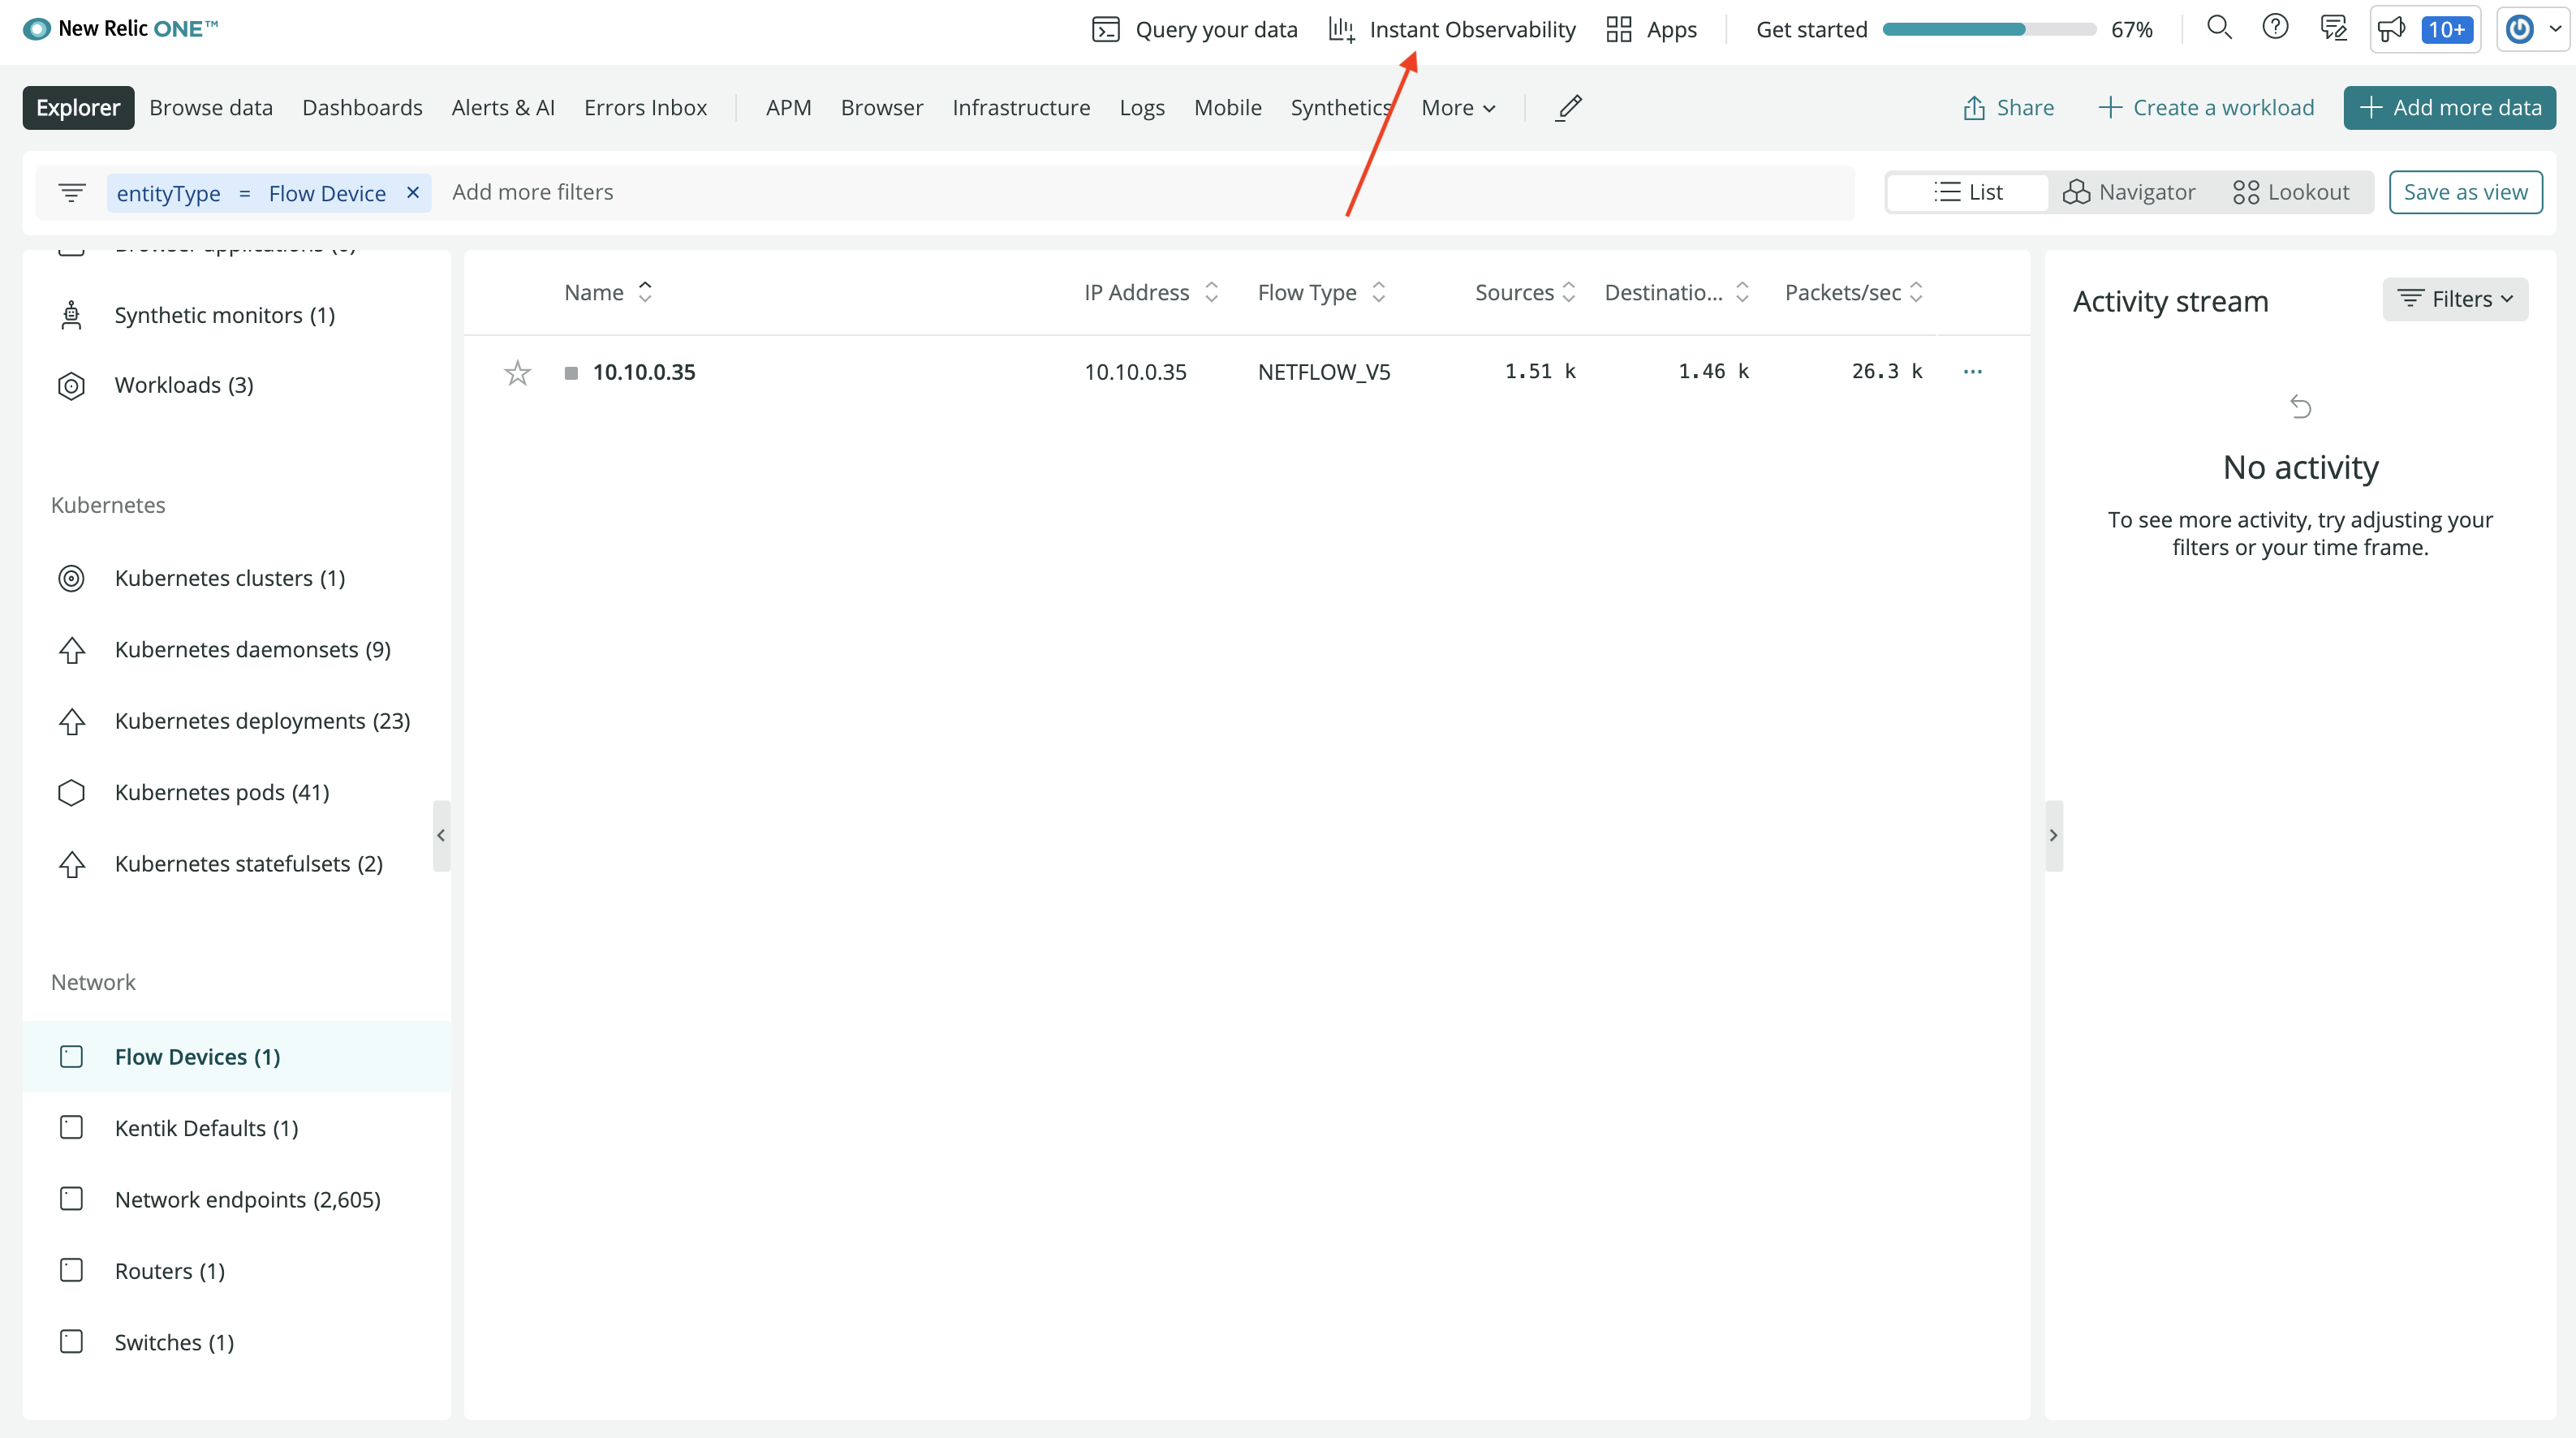 New Relic ONE™
Query your data
Instant Observability
Apps
Get started
67%
10+
Explorer
Browse data
Dashboards
Alerts & AI
Errors Inbox
APM
Browser
Infrastructure
Logs
Mobile
Synthetics
More
Share
Create a workload
Add more data
entityType = Flow Device ×
Add more filters
List
Navigator
Lookout
Save as view
Synthetic monitors (1)
Workloads (3)
Kubernetes
Kubernetes clusters (1)
Kubernetes daemonsets (9)
Kubernetes deployments (23)
Kubernetes pods (41)
Kubernetes statefulsets (2)
Network
Flow Devices (1)
Kentik Defaults (1)
Network endpoints (2,605)
Routers (1)
Switches (1)
Name
IP Address
Flow Type
Sources
Destinatio...
Packets/sec
10.10.0.35
10.10.0.35
NETFLOW_V5
1.51 k
1.46 k
26.3 k
...
Activity stream
Filters
No activity
To see more activity, try adjusting your
filters or your time frame.